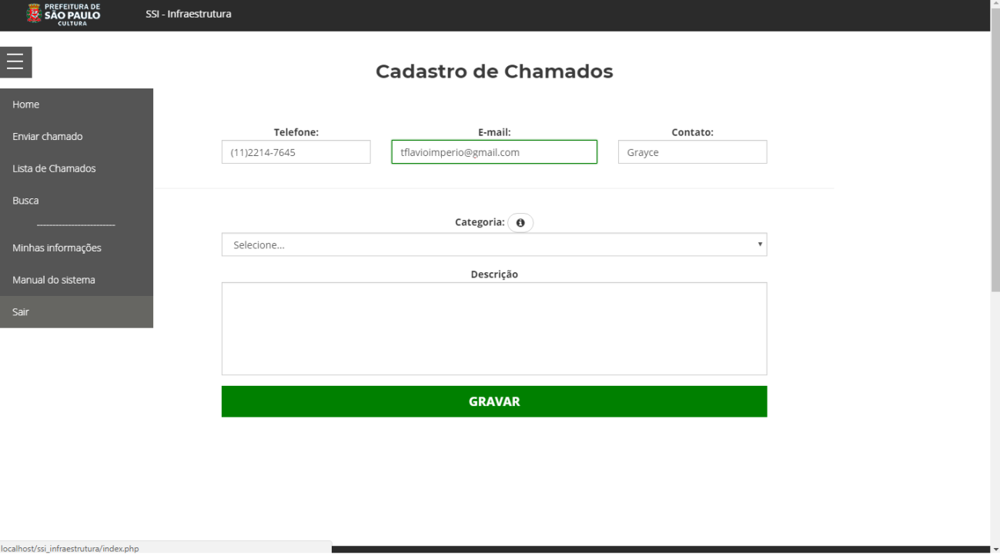 PREFEITURA DE
SÃO PAULO
CULTURA
SSI - Infraestrutura
Cadastro de Chamados
Home
Enviar chamado
Lista de Chamados
Busca
-------------------------
Minhas informações
Manual do sistema
Sair
Telefone:
E-mail:
Contato:
(11)2214-7645
tflavioimperio@gmail.com
Grayce
Categoria:
Selecione...
Descrição
GRAVAR
localhost/ssi_infraestrutura/index.php